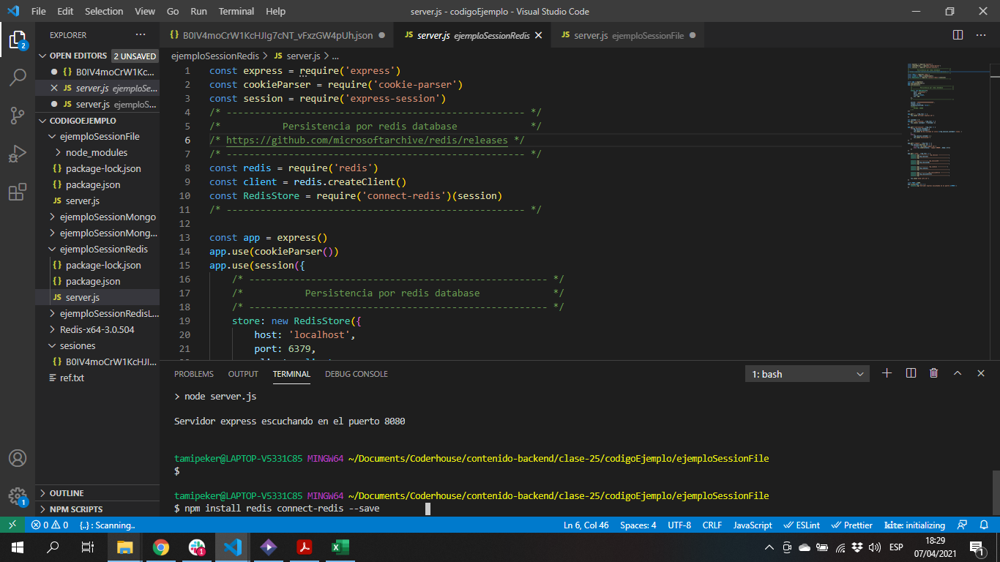 File Edit Selection View Go Run Terminal Help
server.js - codigoEjemplo - Visual Studio Code
EXPLORER
OPEN EDITORS 2 UNSAVED
{} B0IV4moCrW1Kc...
JS server.js ejemploSe...
JS server.js ejemploS...
CODIGOEJEMPLO
ejemploSessionFile
node_modules
{} package-lock.json
{} package.json
JS server.js
ejemploSessionMongo
ejemploSessionMong...
ejemploSessionRedis
{} package-lock.json
{} package.json
JS server.js
ejemploSessionRedisL...
Redis-x64-3.0.504
sesiones
{} B0IV4moCrW1KcHJI...
ref.txt
OUTLINE
NPM SCRIPTS
{} B0IV4moCrW1KcHJIg7cNT_vFxzGW4pUh.json
JS server.js ejemploSessionRedis
JS server.js ejemploSessionFile
ejemploSessionRedis > JS server.js > ...
1 const express = require('express')
2 const cookieParser = require('cookie-parser')
3 const session = require('express-session')
4 /* ----------------------------------------------------- */
5 /* Persistencia por redis database */
6 /* https://github.com/microsoftarchive/redis/releases */
7 /* ----------------------------------------------------- */
8 const redis = require('redis')
9 const client = redis.createClient()
10 const RedisStore = require('connect-redis')(session)
11 /* ----------------------------------------------------- */
12
13 const app = express()
14 app.use(cookieParser())
15 app.use(session({
16 /* ----------------------------------------------------- */
17 /* Persistencia por redis database */
18 /* ----------------------------------------------------- */
19 store: new RedisStore({
20 host: 'localhost',
21 port: 6379,
PROBLEMS OUTPUT TERMINAL DEBUG CONSOLE
1: bash
> node server.js
Servidor express escuchando en el puerto 8080
tamipeker@LAPTOP-V5331C85 MINGW64 ~/Documents/Coderhouse/contenido-backend/clase-25/codigoEjemplo/ejemploSessionFile
$
tamipeker@LAPTOP-V5331C85 MINGW64 ~/Documents/Coderhouse/contenido-backend/clase-25/codigoEjemplo/ejemploSessionFile
$ npm install redis connect-redis --save
0 0 {..} : Scanning..
Ln 6, Col 46 Spaces: 4 UTF-8 CRLF JavaScript ESLint Prettier kite: initializing
ESP
18:29
07/04/2021